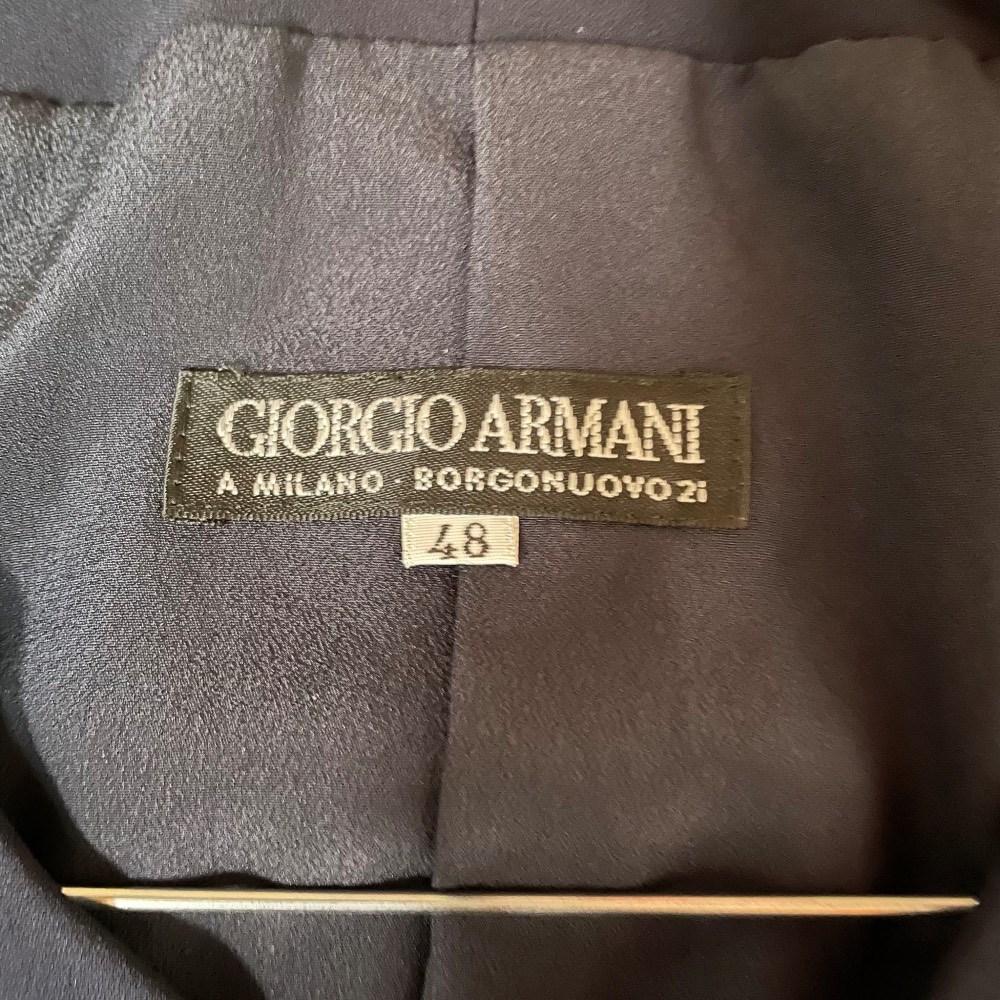 GIORGIO ARMANI
A MILANO · BORGONUOVO 21
48